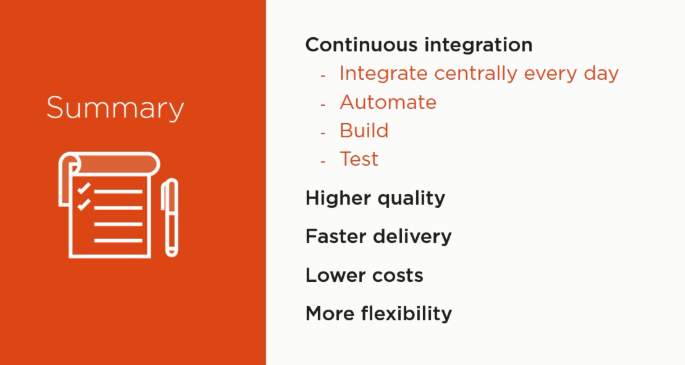 Summary
Continuous integration
- Integrate centrally every day
- Automate
- Build
- Test
Higher quality
Faster delivery
Lower costs
More flexibility